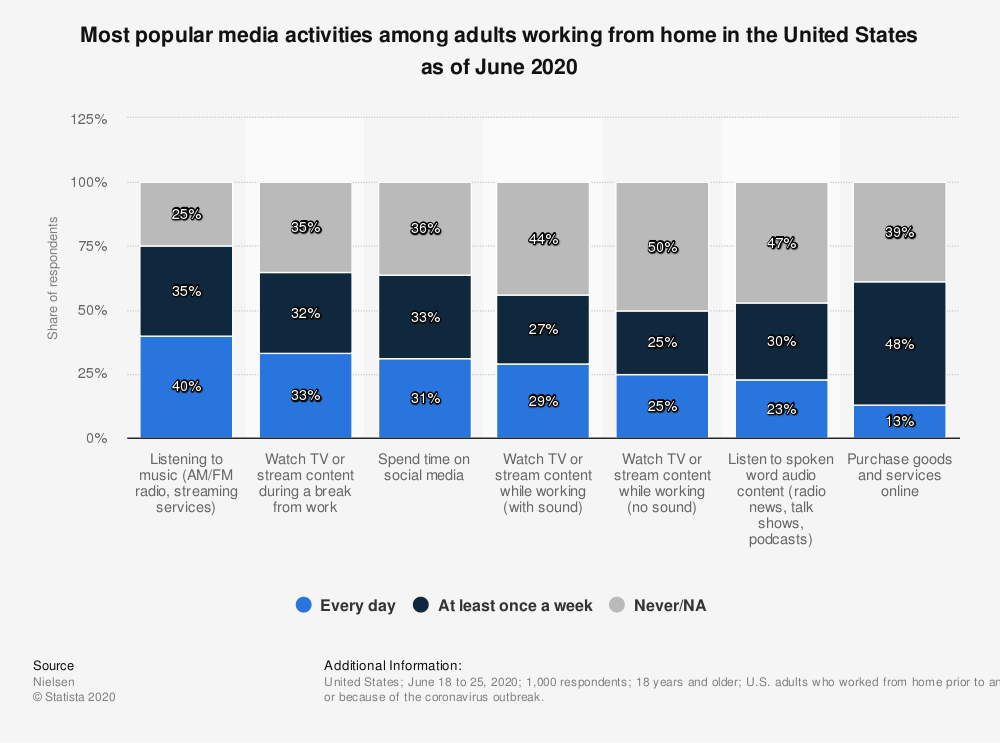 Most popular media activities among adults working from home in the United States
as of June 2020
125%
100%
75%
50%
25%
0%
Share of respondents
25%
35%
36%
44%
50%
47%
39%
35%
32%
33%
27%
25%
30%
48%
40%
33%
31%
29%
25%
23%
13%
Listening to
music (AM/FM
radio, streaming
services)
Watch TV or
stream content
during a break
from work
Spend time on
social media
Watch TV or
stream content
while working
(with sound)
Watch TV or
stream content
while working
(no sound)
Listen to spoken
word audio
content (radio
news, talk
shows,
podcasts)
Purchase goods
and services
online
Every day
At least once a week
Never/NA
Source
Nielsen
© Statista 2020
Additional Information:
United States; June 18 to 25, 2020; 1,000 respondents; 18 years and older; U.S. adults who worked from home prior to
or because of the coronavirus outbreak.